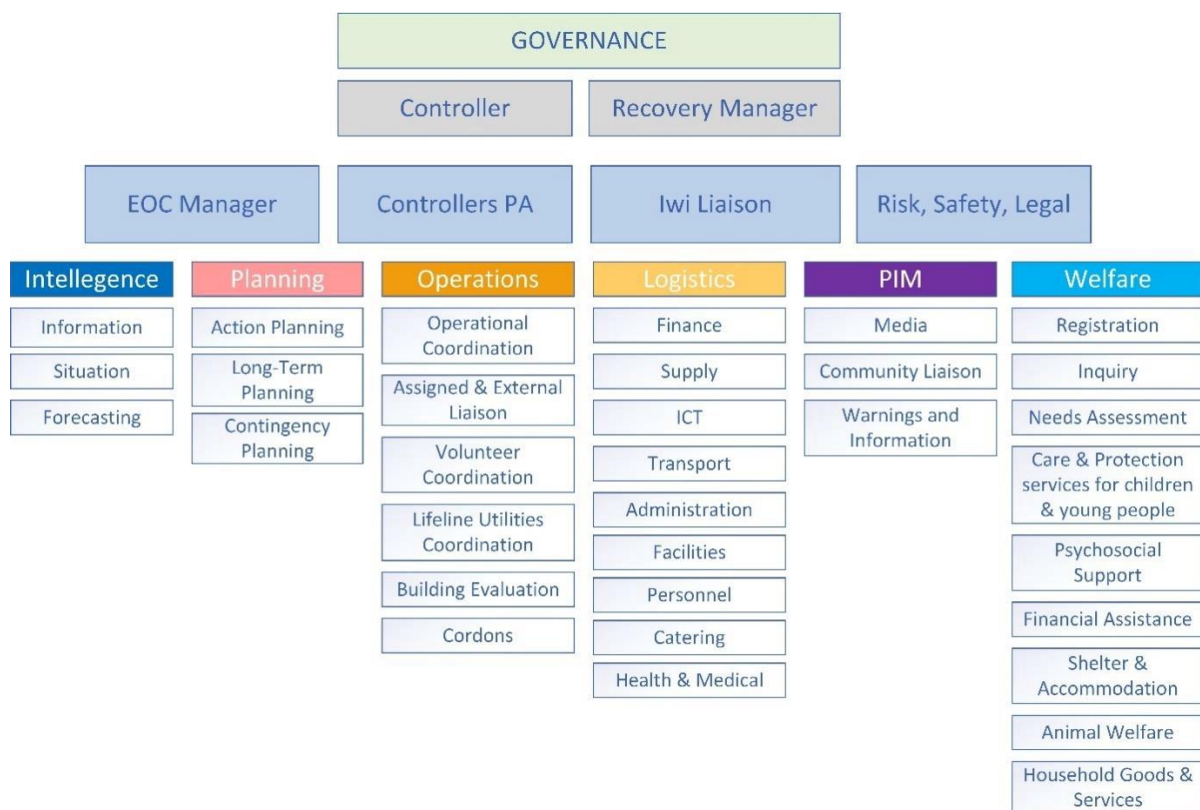 GOVERNANCE
Controller
Recovery Manager
EOC Manager
Controllers PA
Iwi Liaison
Risk, Safety, Legal
Intellegence
Information
Situation
Forecasting
Planning
Action Planning
Long-Term
Planning
Contingency
Planning
Operations
Operational
Coordination
Assigned & External
Liaison
Volunteer
Coordination
Lifeline Utilities
Coordination
Building Evaluation
Cordons
Logistics
Finance
Supply
ICT
Transport
Administration
Facilities
Personnel
Catering
Health & Medical
PIM
Media
Community Liaison
Warnings and
Information
Welfare
Registration
Inquiry
Needs Assessment
Care & Protection
services for children
& young people
Psychosocial
Support
Financial Assistance
Shelter &
Accommodation
Animal Welfare
Household Goods &
Services